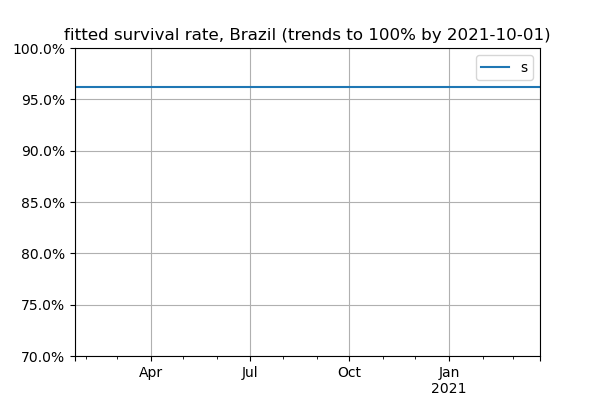 fitted survival rate, Brazil (trends to 100% by 2021-10-01)
100.0%
s
95.0%
90.0%
85.0%
80.0%
75.0%
70.0%
Apr Jul Oct Jan
2021